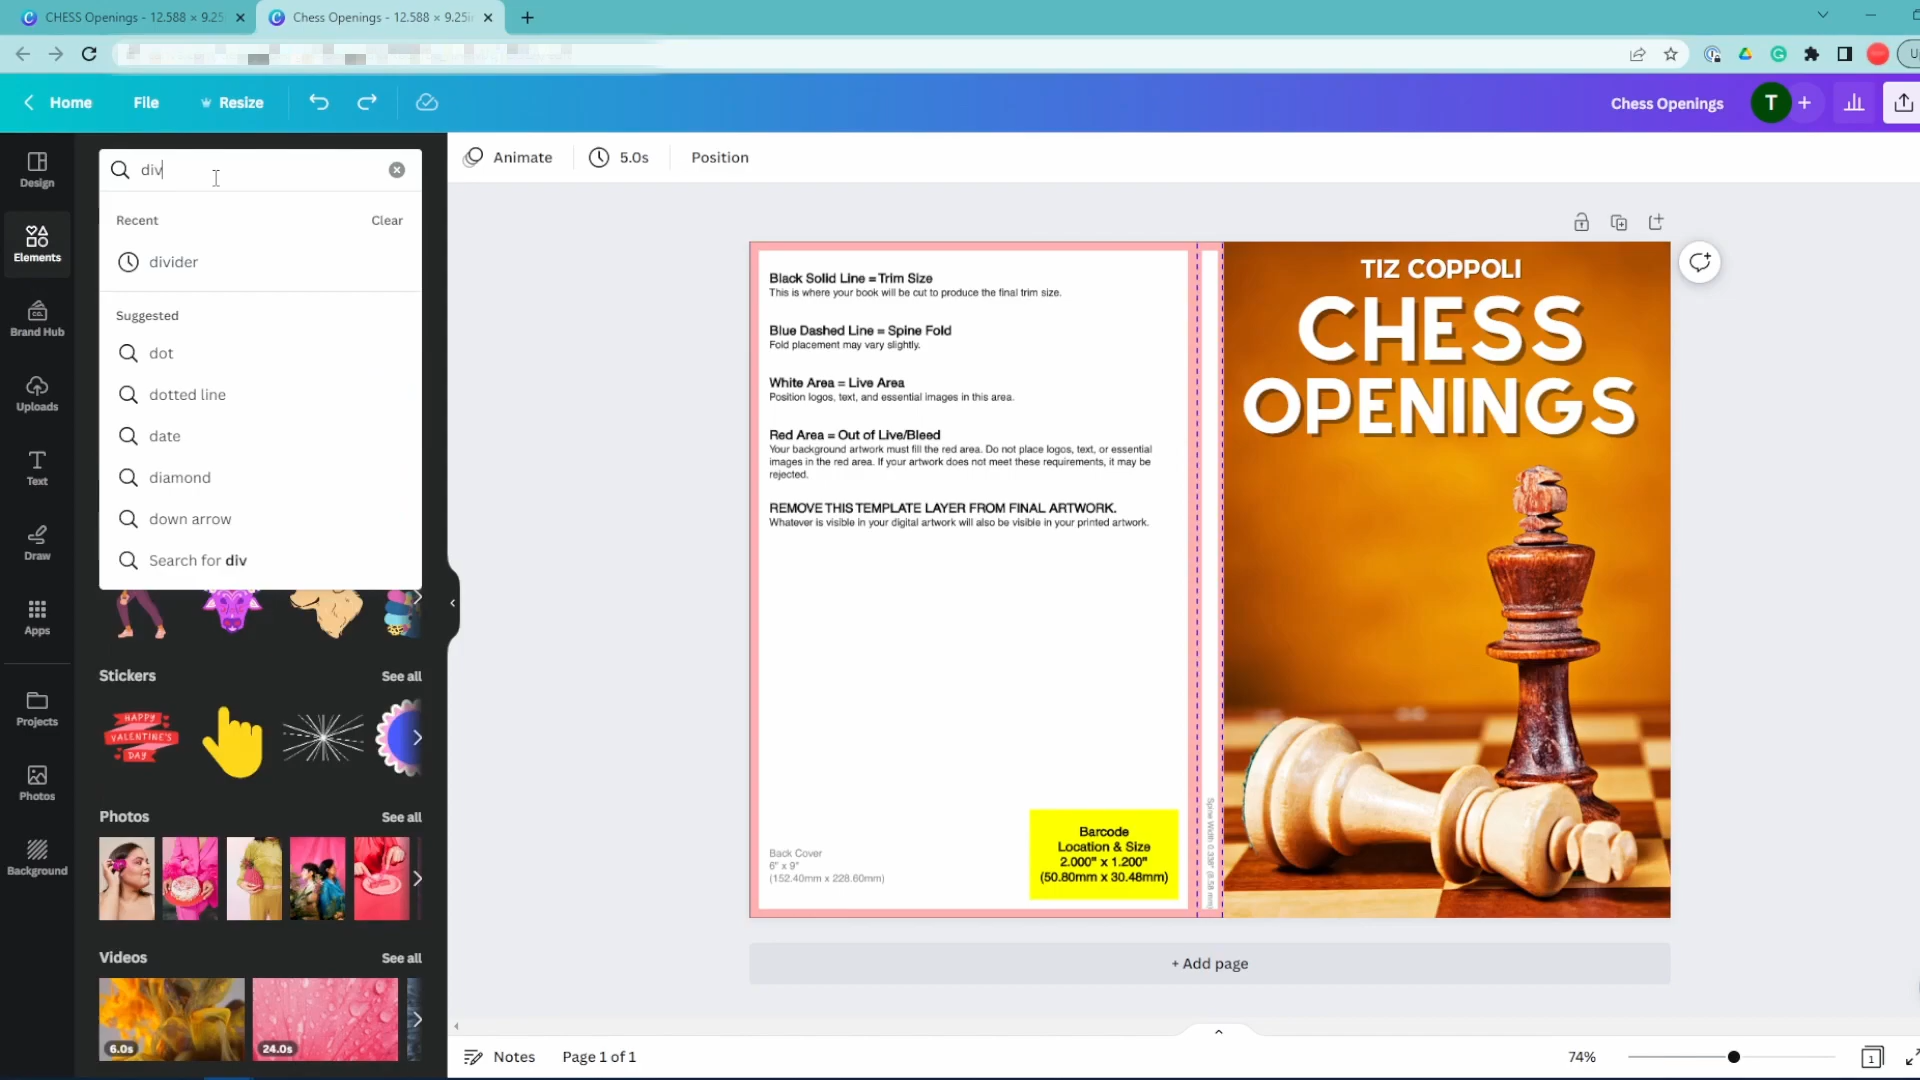 CHESS Openings - 12.588 × 9.25
Chess Openings - 12.588 × 9.25i
Home
File
Resize
Chess Openings
T
div
Recent
Clear
divider
Suggested
dot
dotted line
date
diamond
down arrow
Search for div
Design
Elements
Brand Hub
Uploads
Text
Draw
Apps
Projects
Photos
Background
Stickers
See all
HAPPY
VALENTINE'S
DAY
Photos
See all
Videos
See all
6.0s
24.0s
Animate
5.0s
Position
Black Solid Line = Trim Size
This is where your book will be cut to produce the final trim size.
Blue Dashed Line = Spine Fold
Fold placement may vary slightly.
White Area = Live Area
Position logos, text, and essential images in this area.
Red Area = Out of Live/Bleed
Your background artwork must fill the red area. Do not place logos, text, or essential
images in the red area. If your artwork does not meet these requirements, it may be
rejected.
REMOVE THIS TEMPLATE LAYER FROM FINAL ARTWORK.
Whatever is visible in your digital artwork will also be visible in your printed artwork.
Back Cover
6" x 9"
(152.40mm x 228.60mm)
Barcode
Location & Size
2.000" x 1.200"
(50.80mm x 30.48mm)
Spine Width 0.338" (8.58 mm)
TIZ COPPOLI
CHESS
OPENINGS
+ Add page
Notes
Page 1 of 1
74%
1